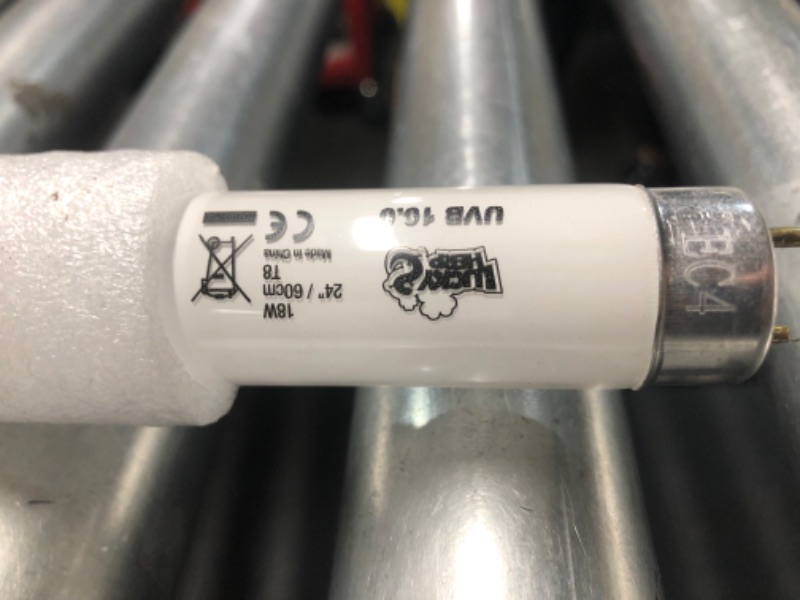 LUCKY
HERP
UVB 10.0
18W
24" / 60cm
T8
Made in China
CE
EC4